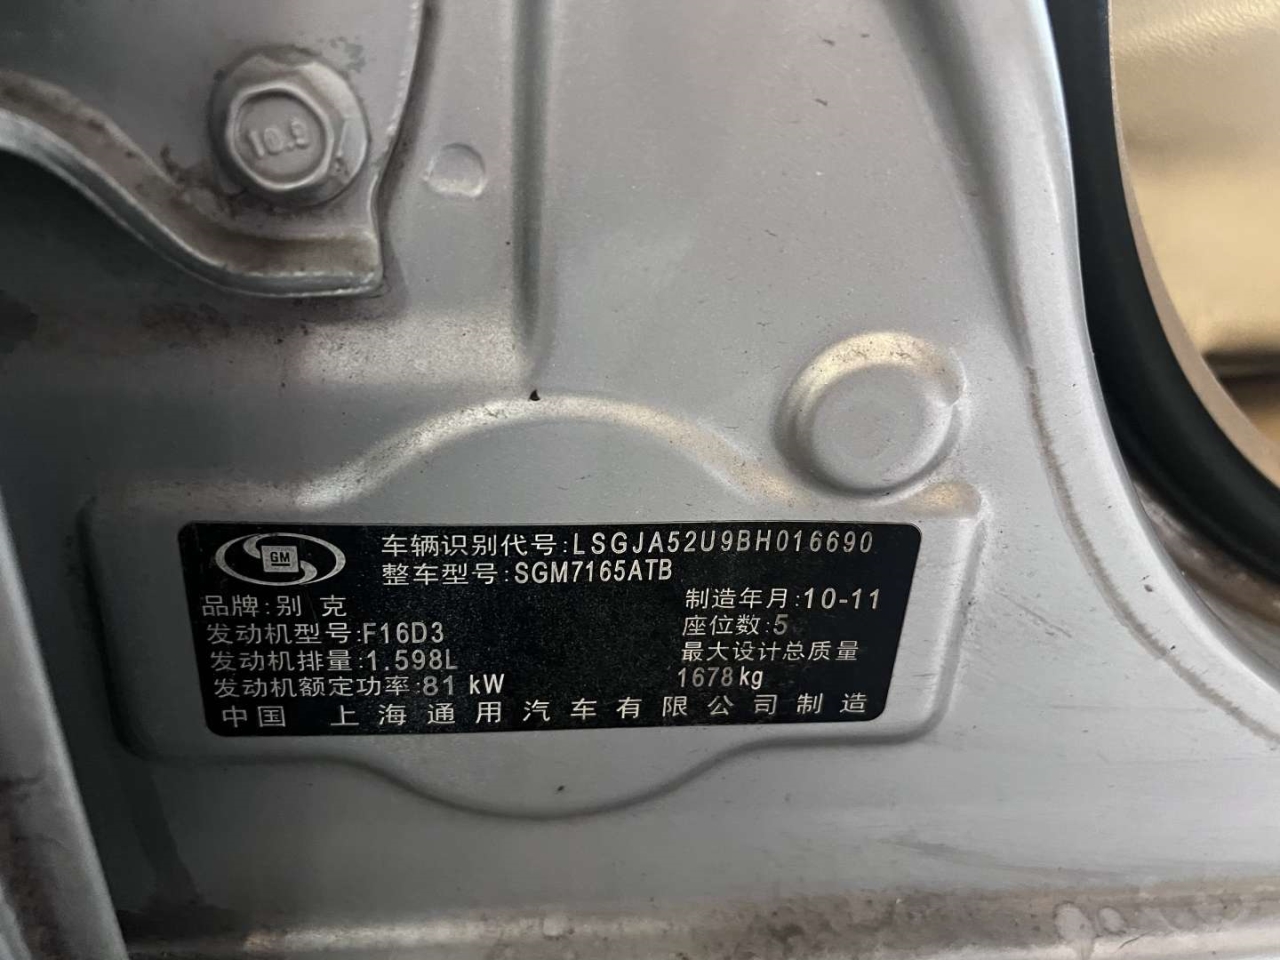 10.9
GM
车辆识别代号:LSGJA52U9BH016690
整车型号:SGM7165ATB
品牌:别 克
制造年月:10-11
发动机型号:F16D3
座位数:5
发动机排量:1.598L
最大设计总质量
发动机额定功率:81 kW
1678kg
中国 上海通用汽车有限公司制造